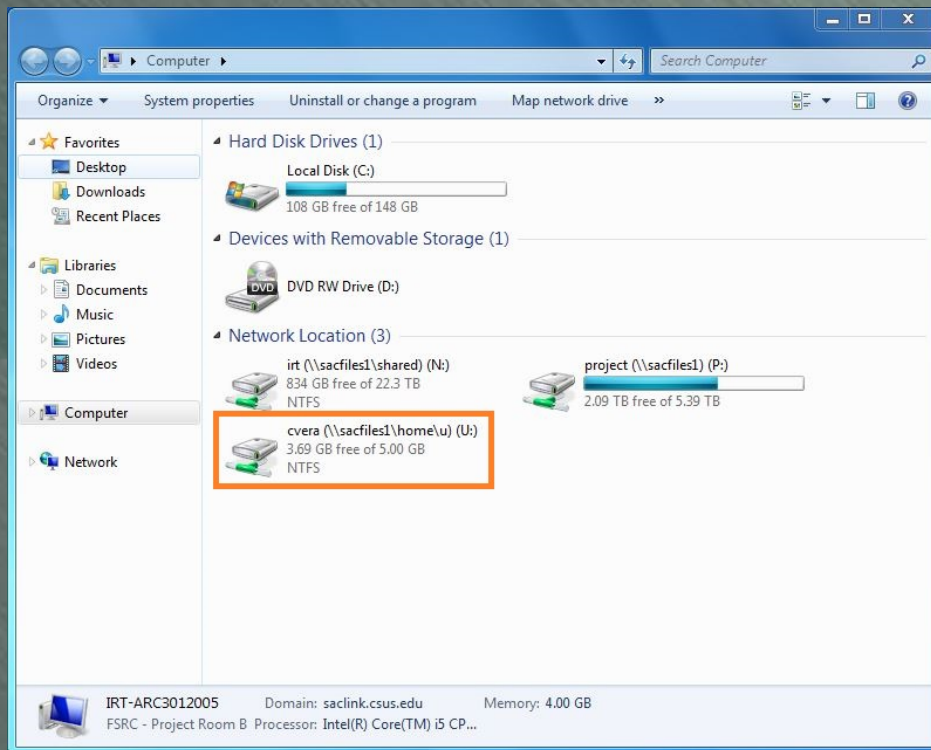 Computer
Search Computer
Organize
System properties
Uninstall or change a program
Map network drive
»
Favorites
Desktop
Downloads
Recent Places
Libraries
Documents
Music
Pictures
Videos
Computer
Network
Hard Disk Drives (1)
Local Disk (C:)
108 GB free of 148 GB
Devices with Removable Storage (1)
DVD
DVD RW Drive (D:)
Network Location (3)
irt (\\sacfiles1\shared) (N:)
834 GB free of 22.3 TB
NTFS
project (\\sacfiles1) (P:)
2.09 TB free of 5.39 TB
cvera (\\sacfiles1\home\u) (U:)
3.69 GB free of 5.00 GB
NTFS
IRT-ARC3012005 Domain: saclink.csus.edu Memory: 4.00 GB
FSRC - Project Room B Processor: Intel(R) Core(TM) i5 CP...